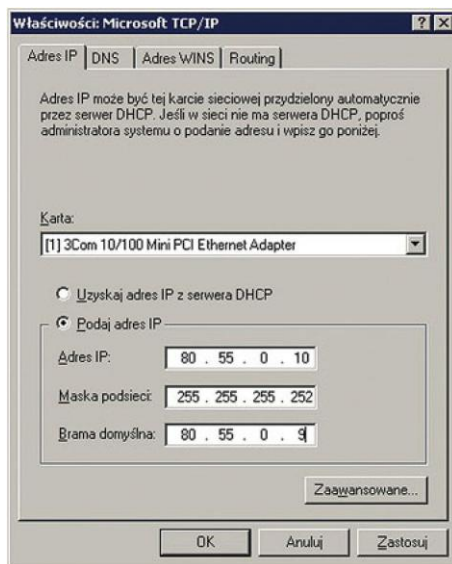 Właściwości: Microsoft TCP/IP
Adres IP DNS Adres WINS Routing
Adres IP może być tej karcie sieciowej przydzielony automatycznie
przez serwer DHCP. Jeśli w sieci nie ma serwera DHCP, poproś
administratora systemu o podanie adresu i wpisz go poniżej.
Karta:
[1] 3Com 10/100 Mini PCI Ethernet Adapter
Uzyskaj adres IP z serwera DHCP
Podaj adres IP
Adres IP: 80 . 55 . 0 . 10
Maska podsieci: 255 . 255 . 255 . 252
Brama domyślna: 80 . 55 . 0 . 9
Zaawansowane...
OK Anuluj Zastosuj